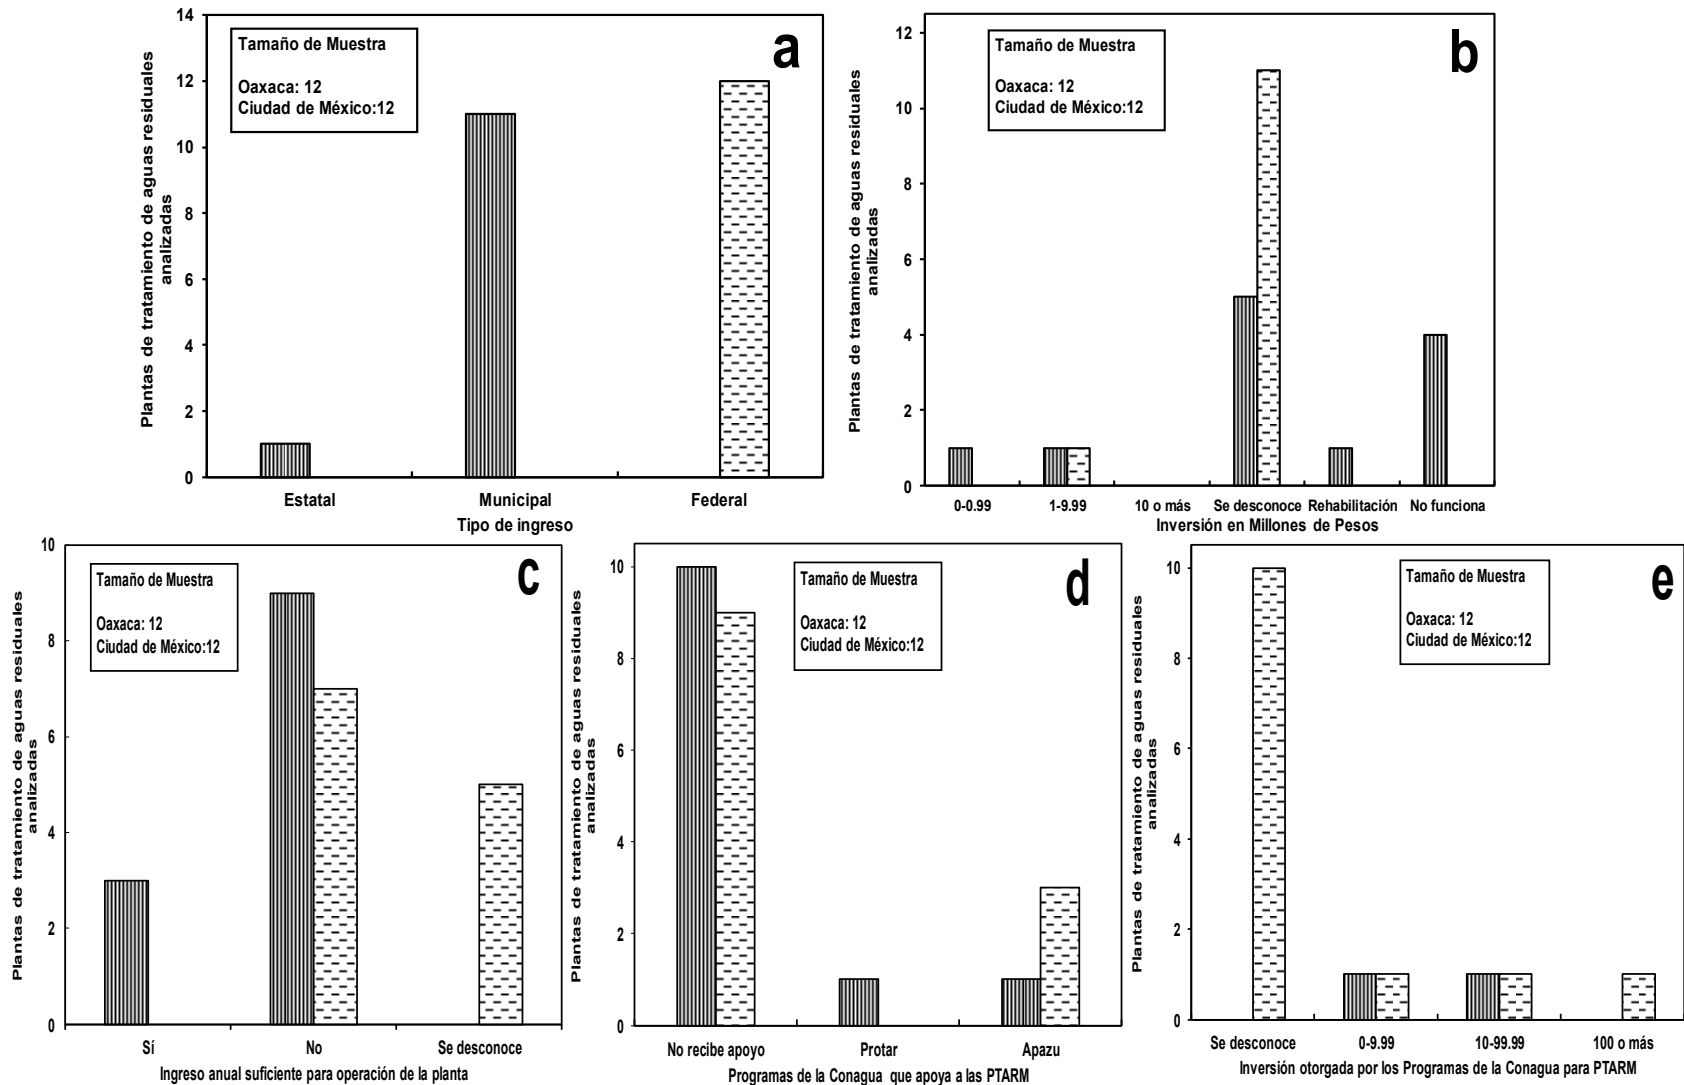 Plantas de tratamiento de aguas residuales
analizadas
14
12
10
8
6
4
2
0
Tamaño de Muestra
Oaxaca: 12
Ciudad de México:12
a
Estatal Municipal Federal
Tipo de ingreso
Plantas de tratamiento de aguas residuales
analizadas
12
10
8
6
4
2
0
Tamaño de Muestra
Oaxaca: 12
Ciudad de México:12
b
0-0.99 1-9.99 10 o más Se desconoce Rehabilitación No funciona
Inversión en Millones de Pesos
Plantas de tratamiento de aguas residuales
analizadas
10
8
6
4
2
0
Tamaño de Muestra
Oaxaca: 12
Ciudad de México:12
c
Sí No Se desconoce
Ingreso anual suficiente para operación de la planta
Plantas de tratamiento de aguas residuales
analizadas
10
8
6
4
2
0
Tamaño de Muestra
Oaxaca: 12
Ciudad de México:12
d
No recibe apoyo Protar Apazu
Programas de la Conagua que apoya a las PTARM
Plantas de tratamiento de aguas residuales
analizadas
10
8
6
4
2
0
Tamaño de Muestra
Oaxaca: 12
Ciudad de México:12
e
Se desconoce 0-9.99 10-99.99 100 o más
Inversión otorgada por los Programas de la Conagua para PTARM